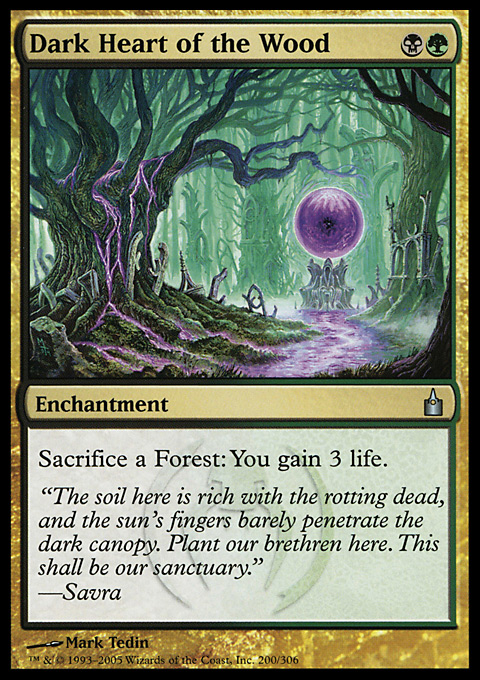 Dark Heart of the Wood
Enchantment
Sacrifice a Forest: You gain 3 life.
“The soil here is rich with the rotting dead,
and the sun’s fingers barely penetrate the
dark canopy. Plant our brethren here. This
shall be our sanctuary.”
—Savra
Mark Tedin
™ & © 1993–2005 Wizards of the Coast, Inc. 200/306